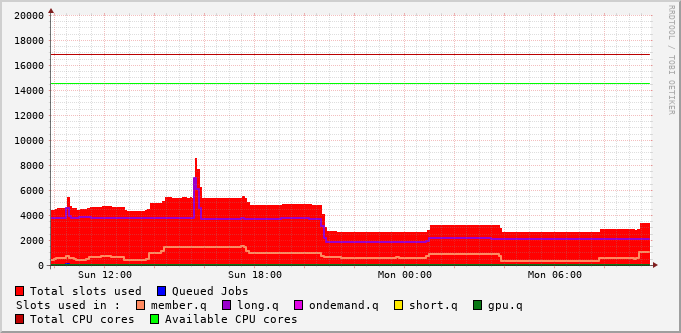 20000
18000
16000
14000
12000
10000
8000
6000
4000
2000
0
Sun 12:00 Sun 18:00 Mon 00:00 Mon 06:00
RRDTOOL / TOBI OETIKER
Total slots used Queued Jobs
Slots used in : member.q long.q ondemand.q short.q gpu.q
Total CPU cores Available CPU cores